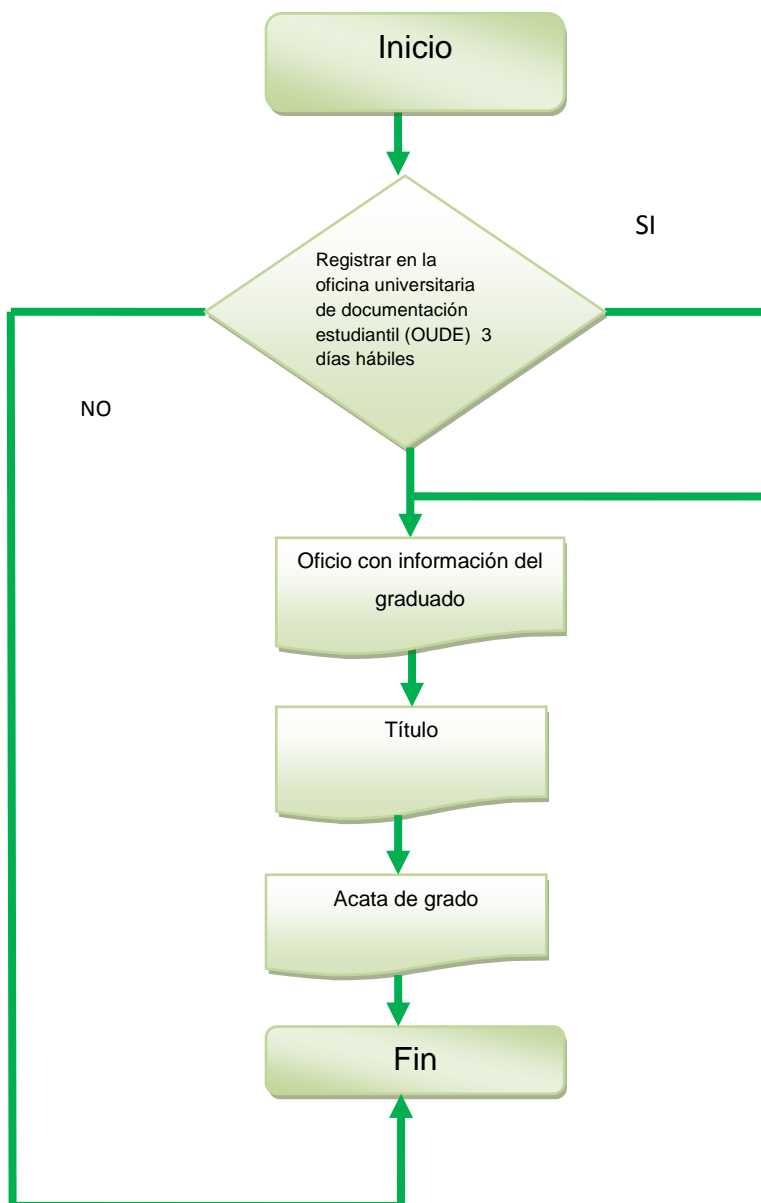 Inicio
SI
Registrar en la
oficina universitaria
de documentación
estudiantil (OUDE) 3
días hábiles
NO
Oficio con información del
graduado
Título
Acata de grado
Fin